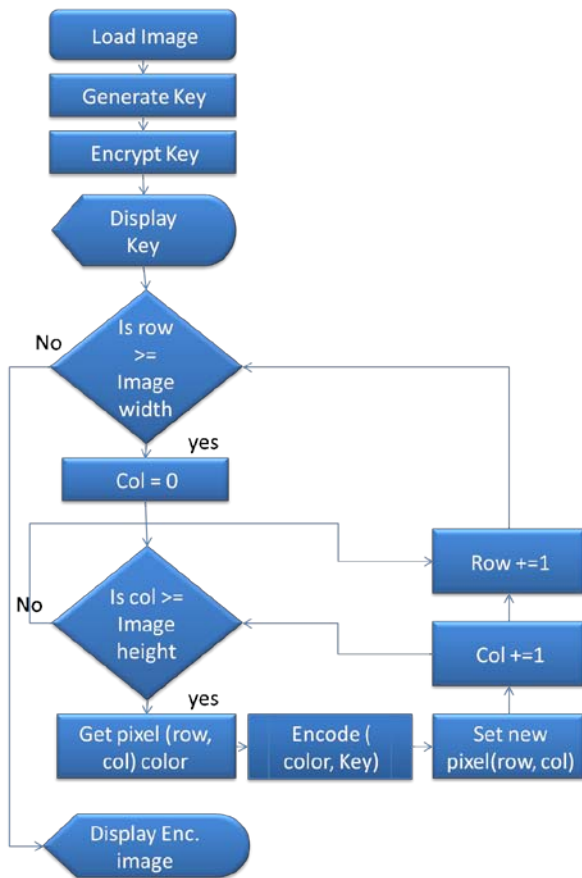 Load Image
Generate Key
Encrypt Key
Display
Key
Is row
>=
Image
width
No
yes
Col = 0
Is col >=
Image
height
No
yes
Row +=1
Col +=1
Get pixel (row,
col) color
Encode (
color, Key)
Set new
pixel(row, col)
Display Enc.
image